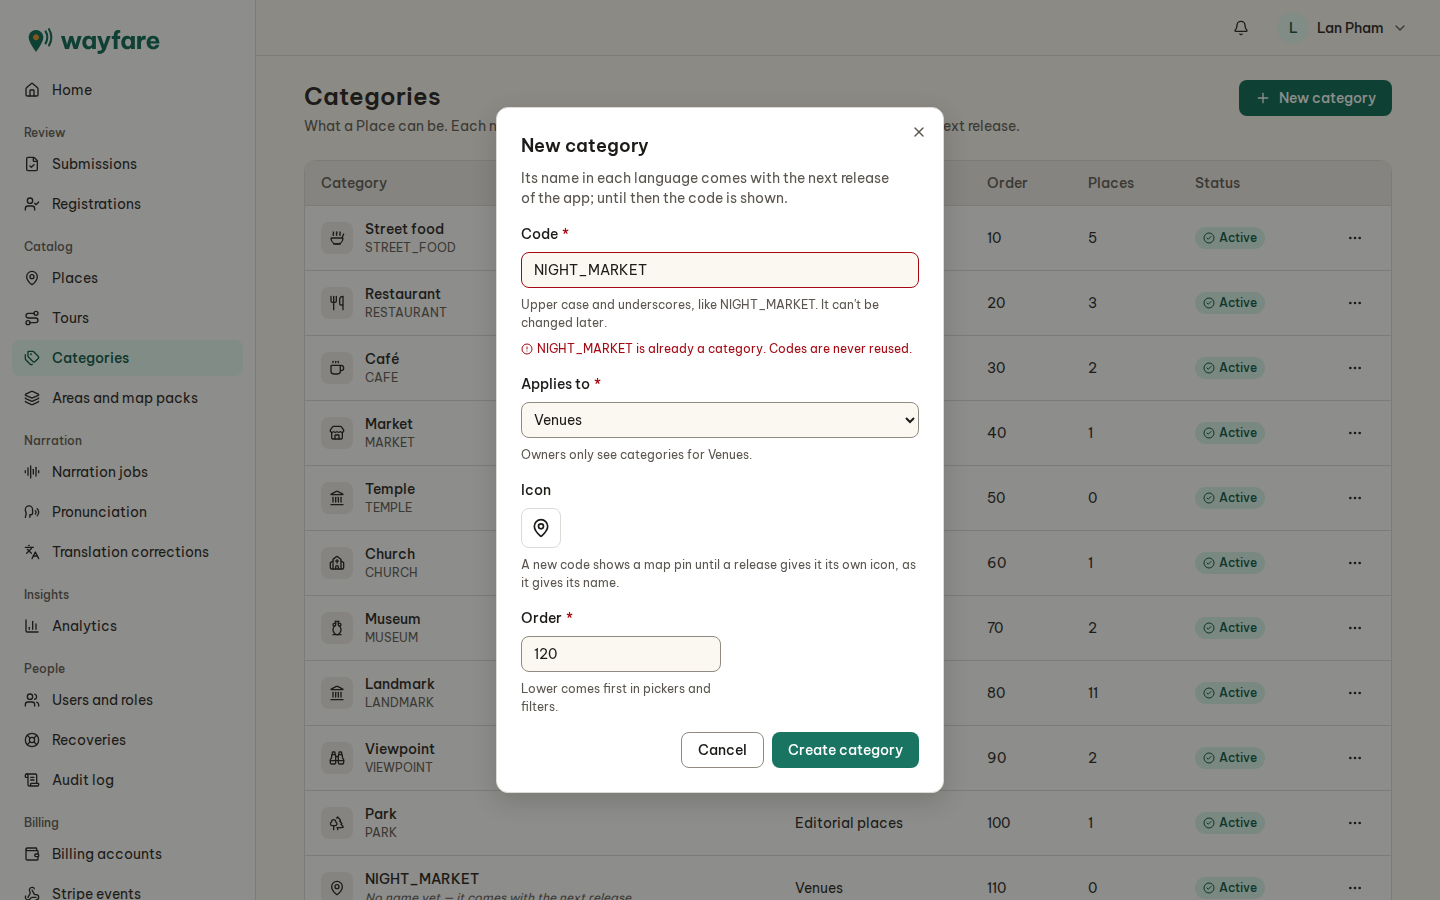 wayfare
Home
Review
Submissions
Registrations
Catalog
Places
Tours
Categories
Areas and map packs
Narration
Narration jobs
Pronunciation
Translation corrections
Insights
Analytics
People
Users and roles
Recoveries
Audit log
Billing
Billing accounts
Stripe events
L
Lan Pham
Categories
What a Place can be. Each n
ext release.
New category
Category
Order
Places
Status
Street food
STREET_FOOD
10
5
Active
Restaurant
RESTAURANT
20
3
Active
Café
CAFE
30
2
Active
Market
MARKET
40
1
Active
Temple
TEMPLE
50
0
Active
Church
CHURCH
60
1
Active
Museum
MUSEUM
70
2
Active
Landmark
LANDMARK
80
11
Active
Viewpoint
VIEWPOINT
90
2
Active
Park
PARK
Editorial places
100
1
Active
NIGHT_MARKET
No name yet — it comes with the next release
Venues
110
0
Active
New category
Its name in each language comes with the next release
of the app; until then the code is shown.
Code *
NIGHT_MARKET
Upper case and underscores, like NIGHT_MARKET. It can't be
changed later.
NIGHT_MARKET is already a category. Codes are never reused.
Applies to *
Venues
Owners only see categories for Venues.
Icon
A new code shows a map pin until a release gives it its own icon, as
it gives its name.
Order *
120
Lower comes first in pickers and
filters.
Cancel
Create category